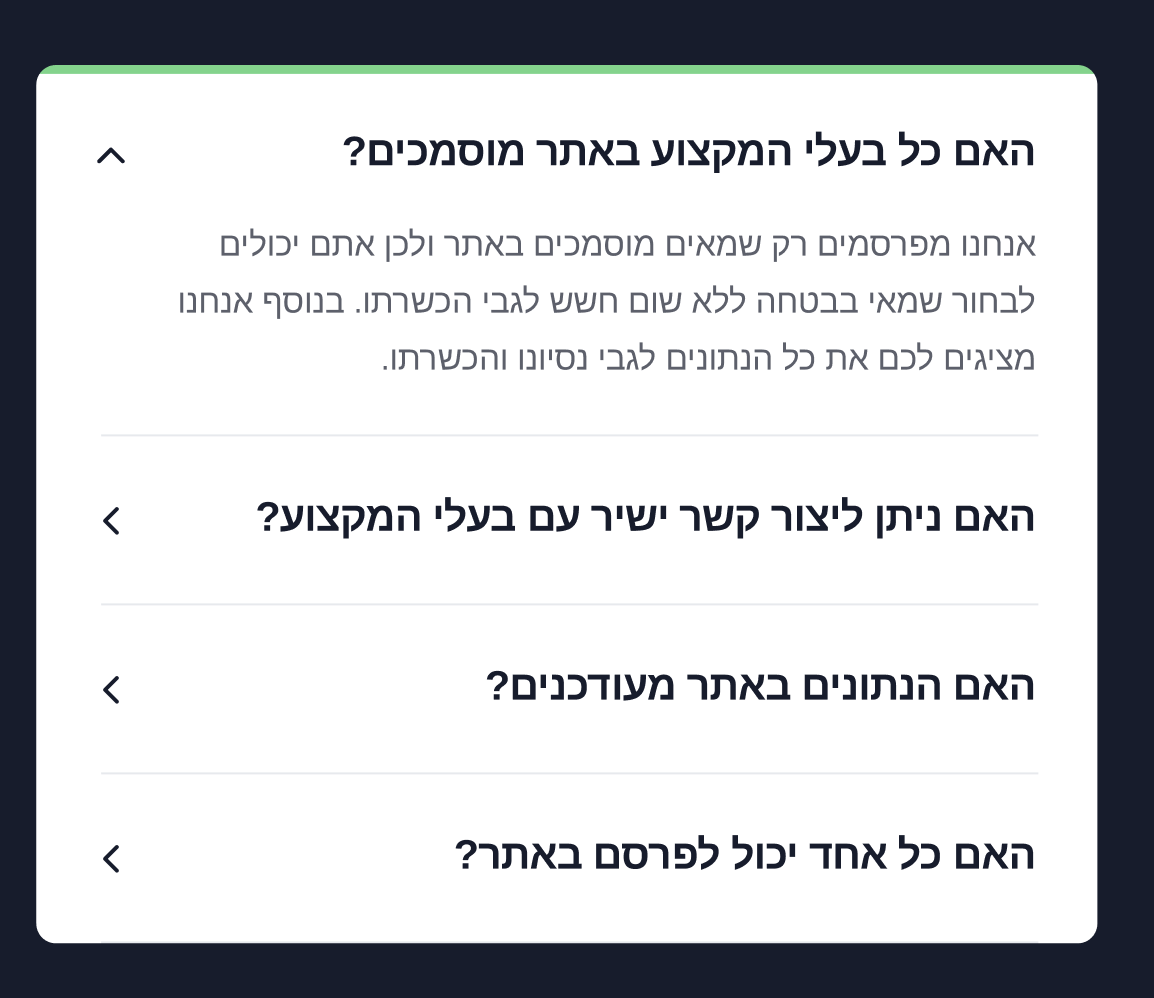 האם כל בעלי המקצוע באתר מוסמכים?
אנחנו מפרסמים רק שמאים מוסמכים באתר ולכן אתם יכולים
לבחור שמאי בבטחה ללא שום חשש לגבי הכשרתו. בנוסף אנחנו
מציגים לכם את כל הנתונים לגבי נסיונו והכשרתו.
האם ניתן ליצור קשר ישיר עם בעלי המקצוע?
האם הנתונים באתר מעודכנים?
האם כל אחד יכול לפרסם באתר?